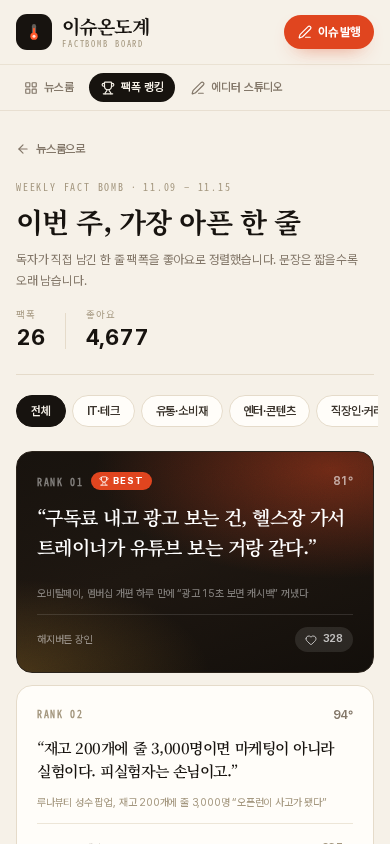 이슈온도계
FACTBOMB BOARD
이슈 발행
뉴스룸
팩폭 랭킹
에디터 스튜디오
뉴스룸으로
WEEKLY FACT BOMB · 11.09 — 11.15
이번 주, 가장 아픈 한 줄
독자가 직접 남긴 한 줄 팩폭을 좋아요로 정렬했습니다. 문장은 짧을수록
오래 남습니다.
팩폭
26
좋아요
4,677
전체
IT·테크
유통·소비재
엔터·콘텐츠
RANK 01
BEST
81°
“구독료 내고 광고 보는 건, 헬스장 가서
트레이너가 유튜브 보는 거랑 같다.”
오비탈페이, 멤버십 개편 하루 만에 “광고 15초 보면 캐시백” 꺼냈다
해지버튼 장인
328
RANK 02
94°
“재고 200개에 줄 3,000명이면 마케팅이 아니라
실험이다. 피실험자는 손님이고.”
루나뷰티 성수 팝업, 재고 200개에 줄 3,000명 “오픈런이 사고가 됐다”